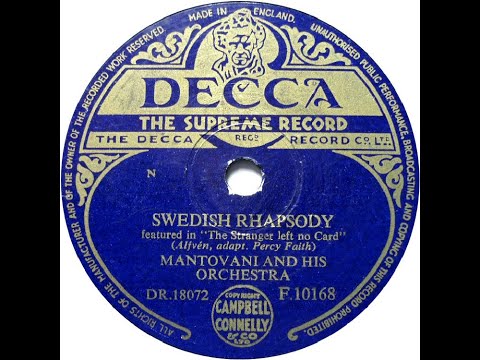 MADE IN ENGLAND.
ALL RIGHTS OF THE MANUFACTURER AND OF THE OWNER OF THE RECORDED WORK RESERVED.
UNAUTHORISED PUBLIC PERFORMANCE, BROADCASTING AND COPYING OF THIS RECORD PROHIBITED.
DECCA
THE SUPREME RECORD
THE DECCA REGD RECORD CO. LTD.
N
SWEDISH RHAPSODY
featured in "The Stranger left no Card"
(Alfvén, adapt. Percy Faith)
MANTOVANI AND HIS
ORCHESTRA
DR.18072 F.10168
COPYRIGHT
CAMPBELL
CONNELLY
& CO
LTD